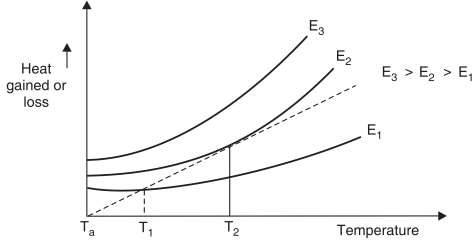 E3
E2
E3 > E2 > E1
Heat
gained or
loss
E1
Ta
T1
T2
Temperature